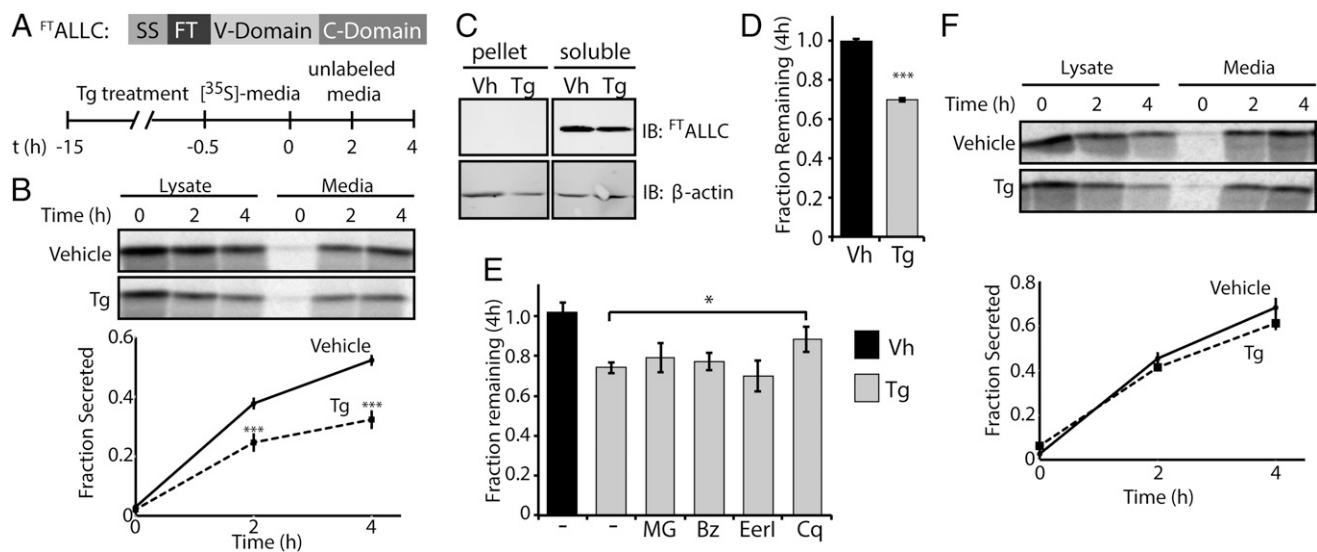 A
FTALLC: SS FT V-Domain C-Domain
Tg treatment [35S]-media unlabeled media
t (h) -15 -0.5 0 2 4
B
Lysate Media
Time (h) 0 2 4 0 2 4
Vehicle
Tg
Fraction Secreted
0.6
0.4
0.2
0
Vehicle
Tg
*** ***
0 2 4
Time (h)
C
pellet soluble
Vh Tg Vh Tg
IB: FTALLC
IB: β-actin
D
Fraction Remaining (4h)
1.0
0.8
0.6
0.4
0.2
0
***
Vh Tg
E
Fraction remaining (4h)
1.0
0.8
0.6
0.4
0.2
0
*
- - MG Bz Eerl Cq
Vh
Tg
F
Lysate Media
Time (h) 0 2 4 0 2 4
Vehicle
Tg
Fraction Secreted
0.8
0.6
0.4
0.2
0
Vehicle
Tg
0 2 4
Time (h)